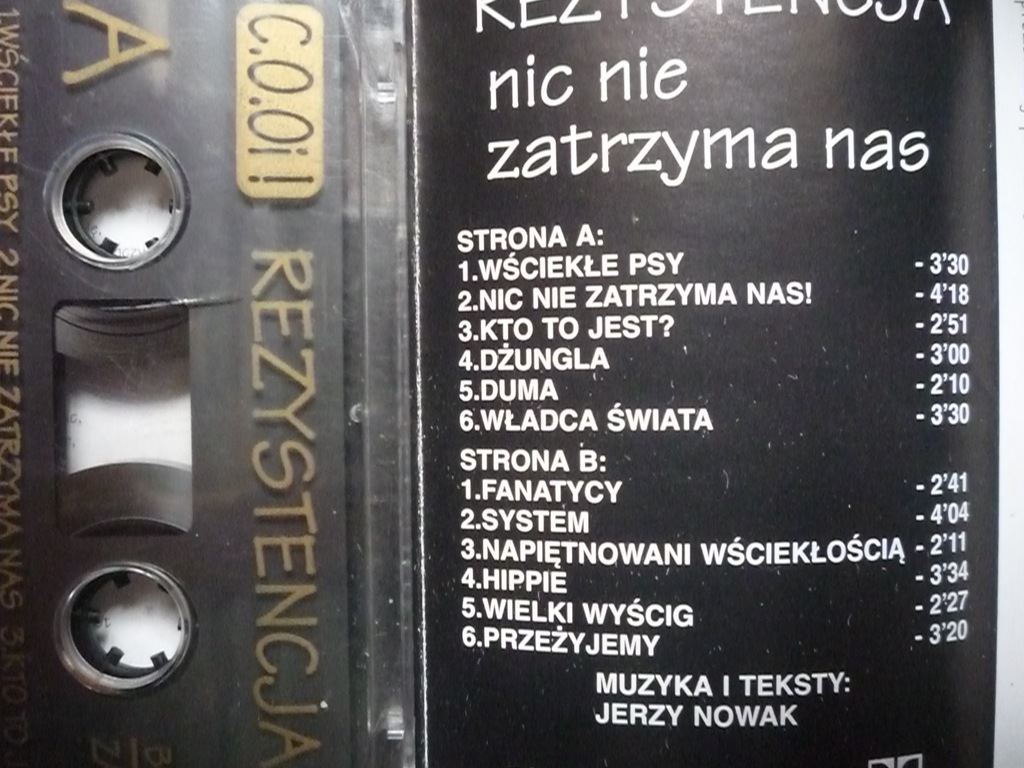 A
1.WŚCIEKŁE PSY 2.NIC NIE ZATRZYMA NAS 3.KTO TO
C.O.Oi!
REZYSTENCJA
REZYSTENCJA
nic nie
zatrzyma nas
STRONA A:
1.WŚCIEKŁE PSY - 3'30
2.NIC NIE ZATRZYMA NAS! - 4'18
3.KTO TO JEST? - 2'51
4.DŻUNGLA - 3'00
5.DUMA - 2'10
6.WŁADCA ŚWIATA - 3'30
STRONA B:
1.FANATYCY - 2'41
2.SYSTEM - 4'04
3.NAPIĘTNOWANI WŚCIEKŁOŚCIĄ - 2'11
4.HIPPIE - 3'34
5.WIELKI WYŚCIG - 2'27
6.PRZEŻYJEMY - 3'20
MUZYKA I TEKSTY:
JERZY NOWAK